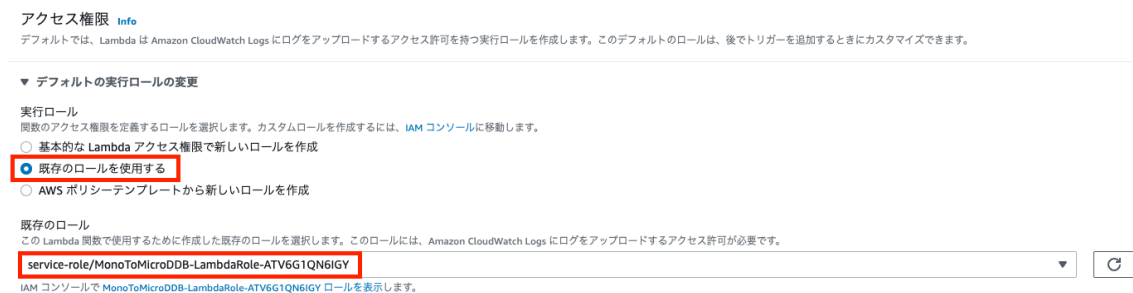 アクセス権限 Info
デフォルトでは、Lambda は Amazon CloudWatch Logs にログをアップロードするアクセス許可を持つ実行ロールを作成します。このデフォルトのロールは、後でトリガーを追加するときにカスタマイズできます。
▼ デフォルトの実行ロールの変更
実行ロール
関数のアクセス権限を定義するロールを選択します。カスタムロールを作成するには、IAM コンソールに移動します。
基本的な Lambda アクセス権限で新しいロールを作成
既存のロールを使用する
AWS ポリシーテンプレートから新しいロールを作成
既存のロール
この Lambda 関数で使用するために作成した既存のロールを選択します。このロールには、Amazon CloudWatch Logs にログをアップロードするアクセス許可が必要です。
service-role/MonoToMicroDDB-LambdaRole-ATV6G1QN6IGY
IAM コンソールで MonoToMicroDDB-LambdaRole-ATV6G1QN6IGY ロールを表示します。